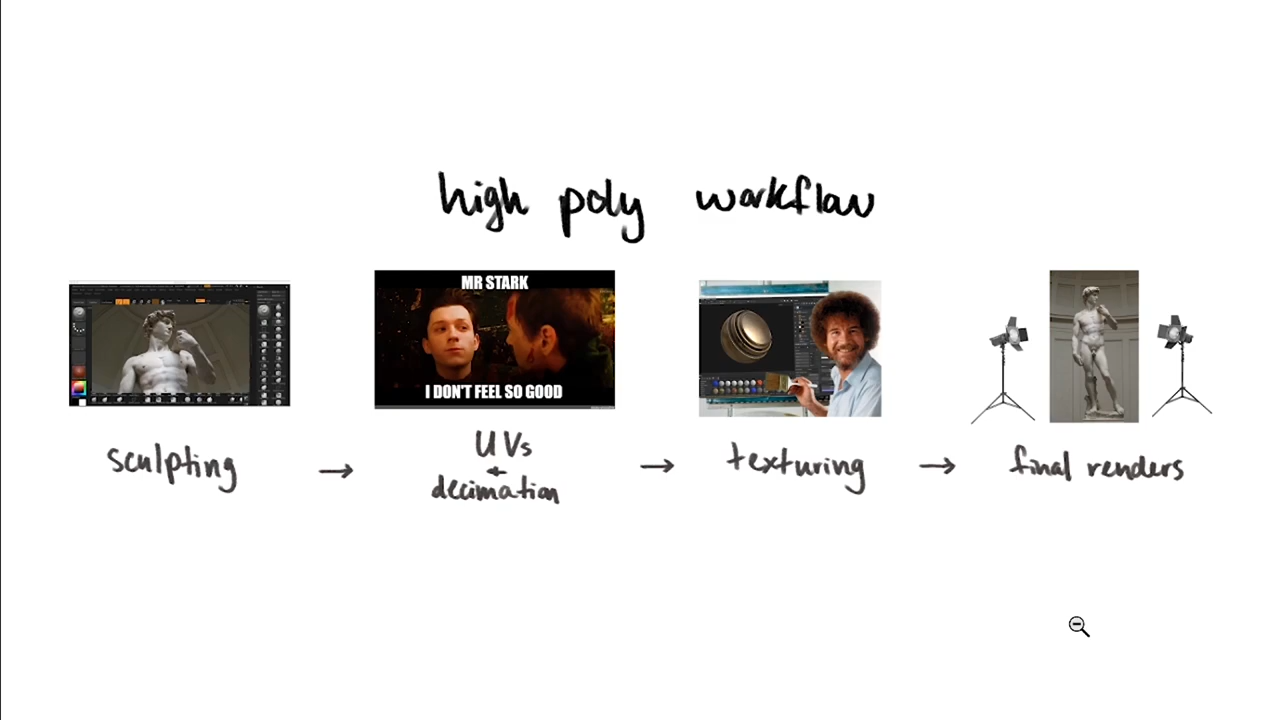 high poly workflow
MR STARK
I DON'T FEEL SO GOOD
sculpting → UVs + decimation → texturing → final renders